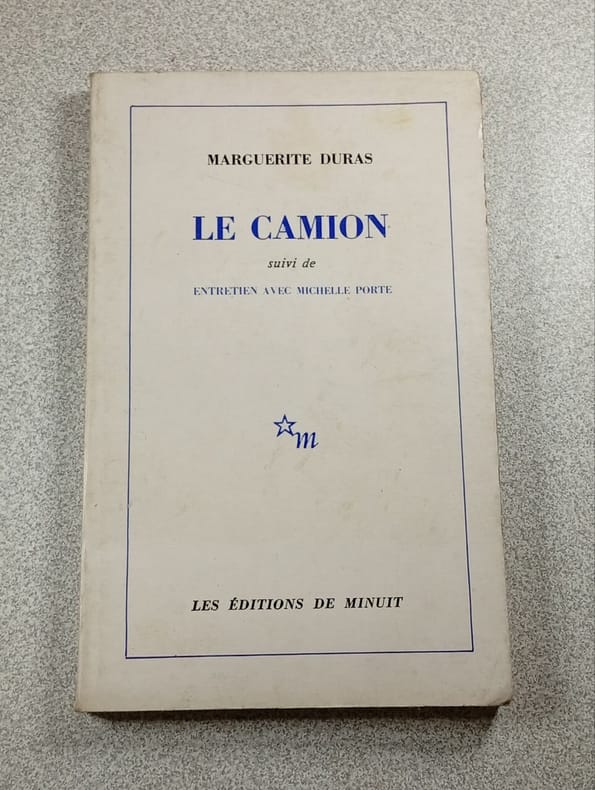 MARGUERITE DURAS
LE CAMION
suivi de
ENTRETIEN AVEC MICHELLE PORTE
m
LES ÉDITIONS DE MINUIT